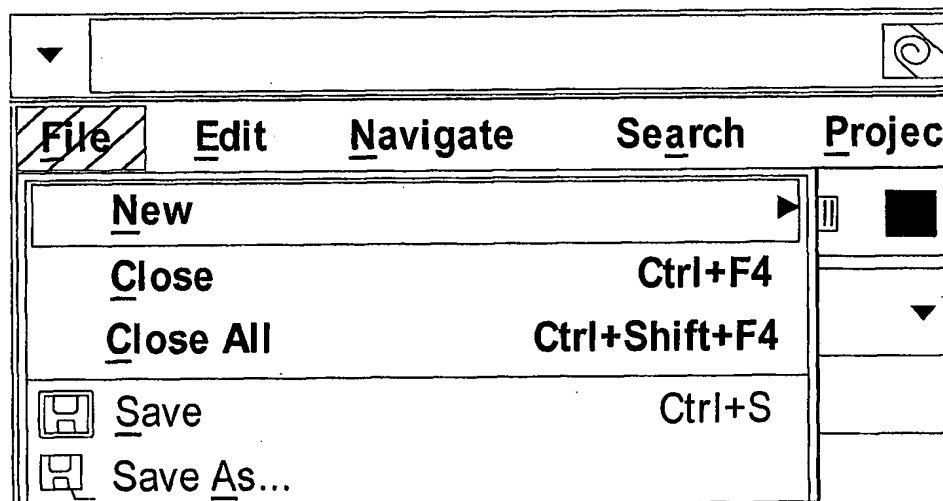 File Edit Navigate Search Projec
New
Close Ctrl+F4
Close All Ctrl+Shift+F4
Save Ctrl+S
Save As...